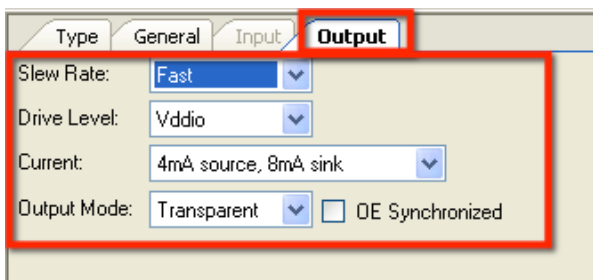 Type General Input Output
Slew Rate: Fast
Drive Level: Vddio
Current: 4mA source, 8mA sink
Output Mode: Transparent OE Synchronized